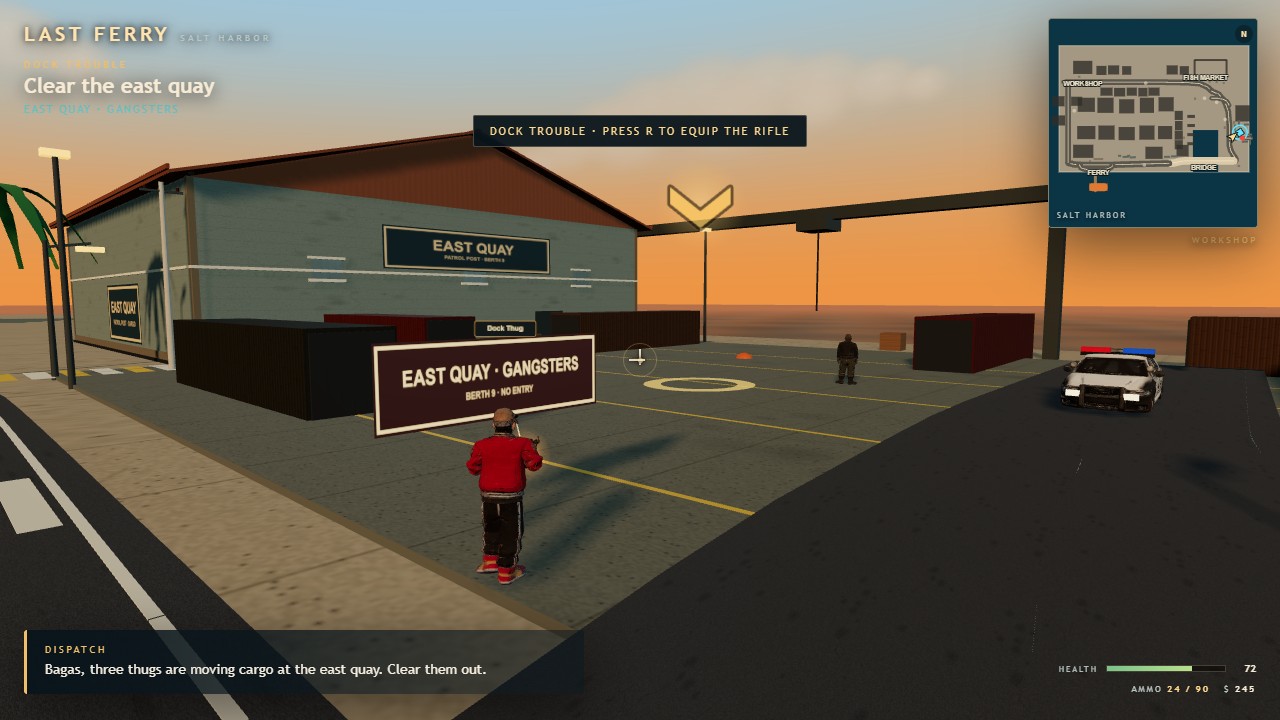 LAST FERRY SALT HARBOR
DOCK TROUBLE
Clear the east quay
EAST QUAY · GANGSTERS
DOCK TROUBLE · PRESS R TO EQUIP THE RIFLE
N
WORKSHOP
FISH MARKET
BRIDGE
FERRY
SALT HARBOR
WORKSHOP
EAST QUAY
PATROL POST · BERTH 9
EAST QUAY
Dock Thug
EAST QUAY · GANGSTERS
BERTH 9 · NO ENTRY
DISPATCH
Bagas, three thugs are moving cargo at the east quay. Clear them out.
HEALTH 72
AMMO 24 / 90 $ 245